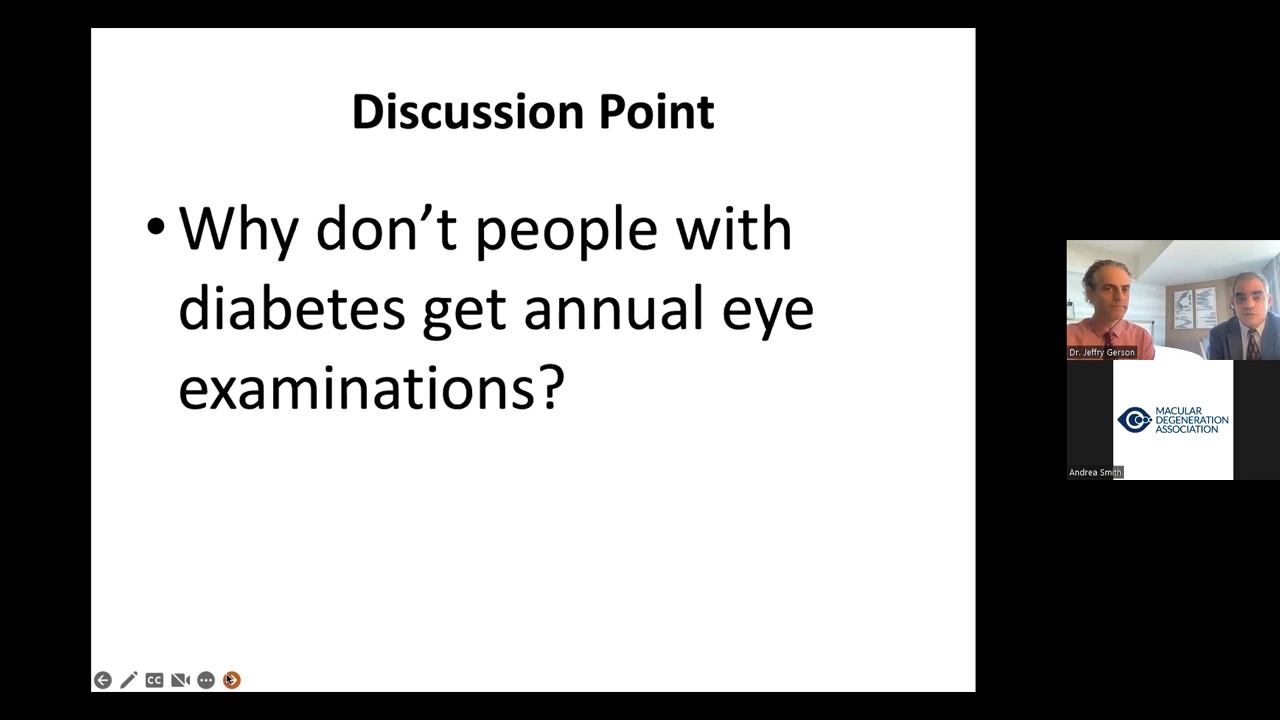 Discussion Point
• Why don’t people with
diabetes get annual eye
examinations?
CC
Dr. Jeffry Gerson
MACULAR
DEGENERATION
ASSOCIATION
Andrea Smith